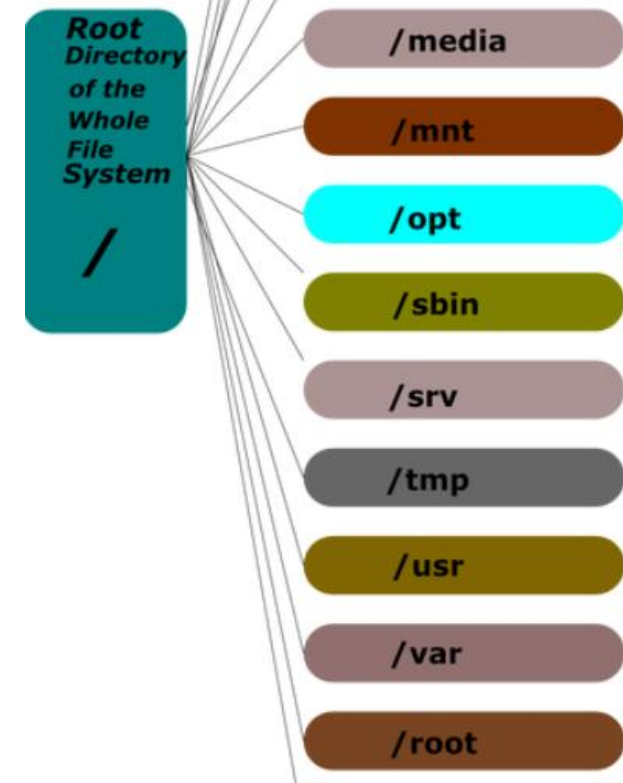 Root
Directory
of the
Whole
File
System
/
/media
/mnt
/opt
/sbin
/srv
/tmp
/usr
/var
/root